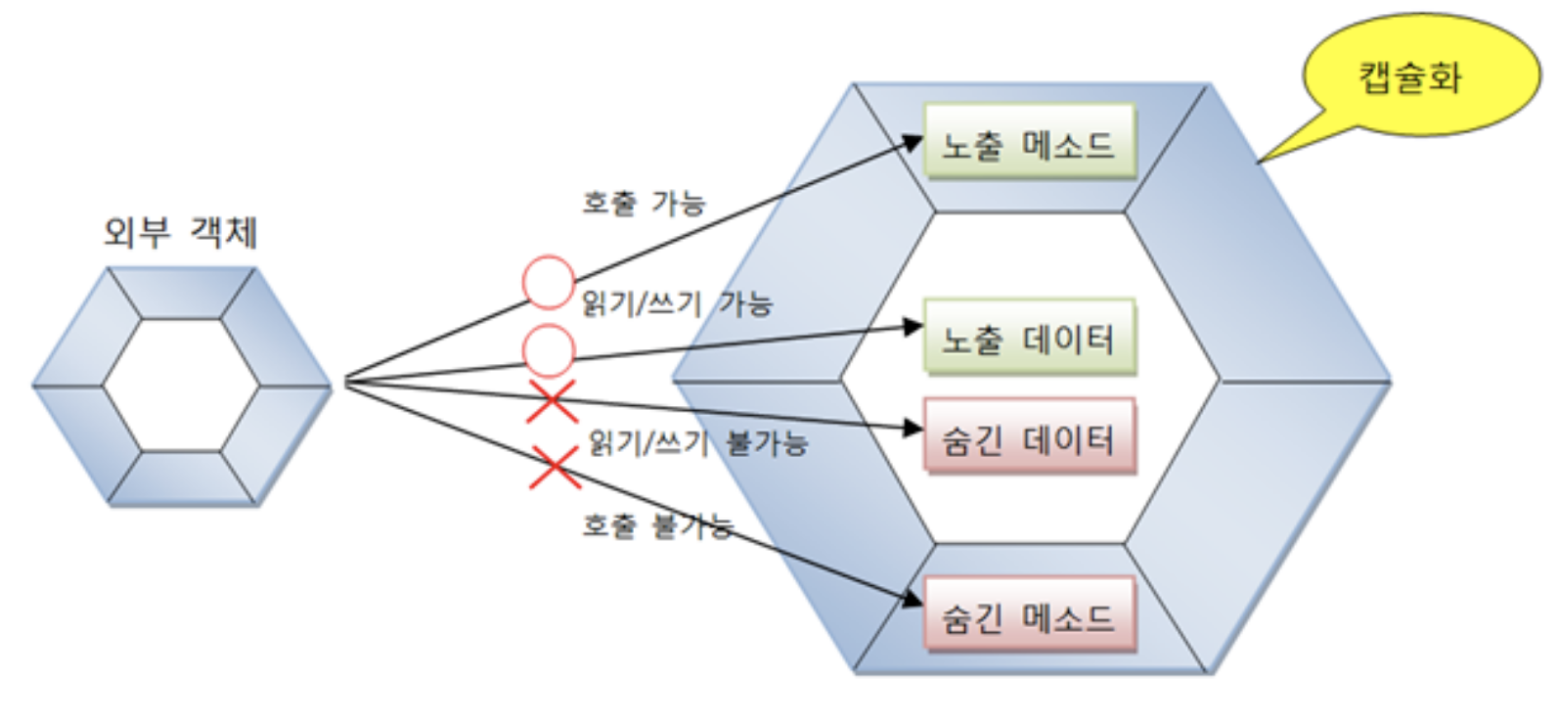 캡슐화
노출 메소드
호출 가능
외부 객체
읽기/쓰기 가능
노출 데이터
숨긴 데이터
읽기/쓰기 불가능
호출 불가능
숨긴 메소드